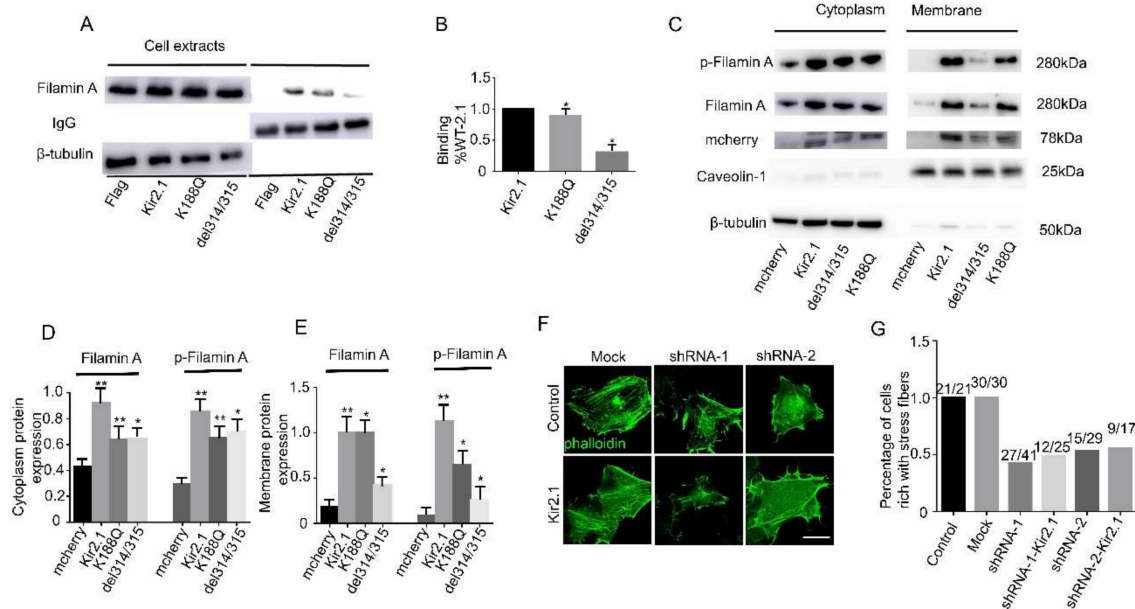 A
Cell extracts
Filamin A
IgG
β-tubulin
Flag
Kir2.1
K188Q
del314/315
Flag
Kir2.1
K188Q
del314/315
B
Binding
%WT-2.1
1.5
1.0
0.5
0
*
*
Kir2.1
K188Q
del314/315
C
Cytoplasm
Membrane
p-Filamin A
280kDa
Filamin A
280kDa
mcherry
78kDa
Caveolin-1
25kDa
β-tubulin
50kDa
mcherry
Kir2.1
del314/315
K188Q
mcherry
Kir2.1
del314/315
K188Q
D
Filamin A
p-Filamin A
Cytoplasm protein
expression
1.0
0.8
0.6
0.4
0
**
**
*
**
**
*
mcherry
Kir2.1
K188Q
del314/315
mcherry
Kir2.1
K188Q
del314/315
E
Filamin A
p-Filamin A
Membrane protein
expression
1.5
1.0
0.5
0
**
*
*
**
*
*
mcherry
Kir2.1
K188Q
del314/315
mcherry
Kir2.1
K188Q
del314/315
F
Mock
shRNA-1
shRNA-2
Control
phalloidin
Kir2.1
G
Percentage of cells
rich with stress fibers
1.5
1.0
0.5
0
21/21
30/30
27/41
12/25
15/29
9/17
Control
Mock
shRNA-1
shRNA-1-Kir2.1
shRNA-2
shRNA-2-Kir2.1